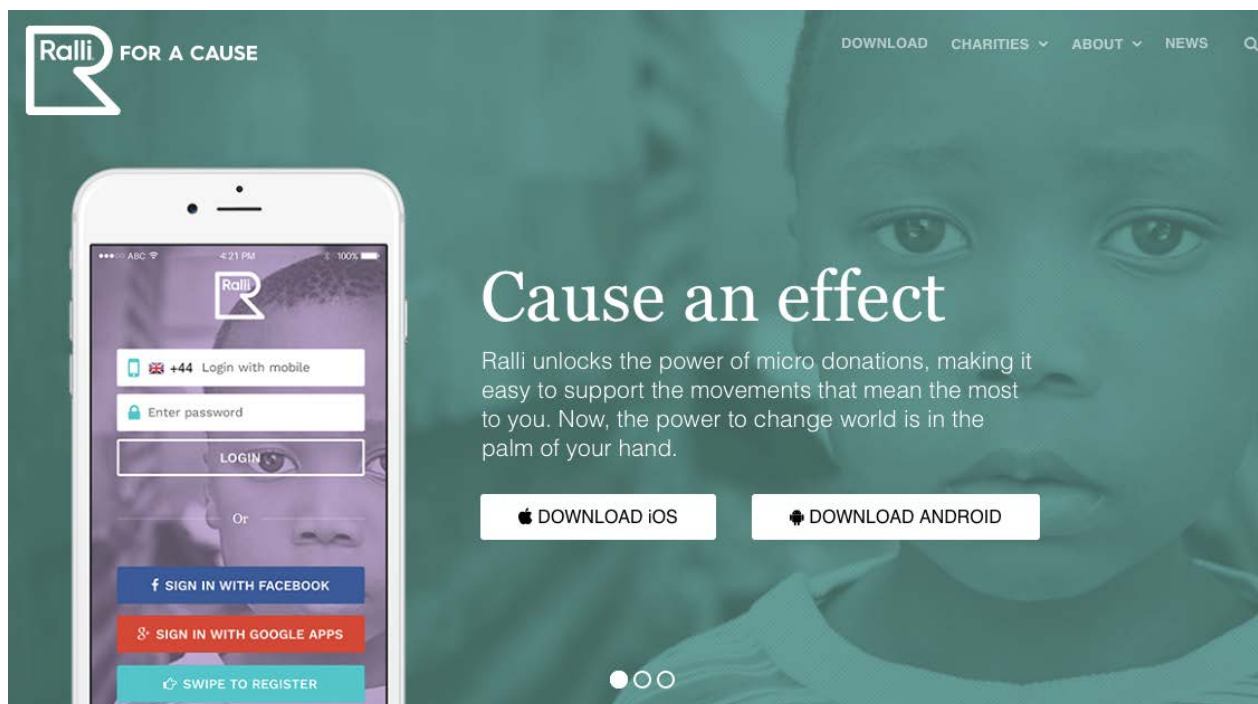 Ralli FOR A CAUSE
DOWNLOAD CHARITIES ABOUT NEWS
ABC 4:21 PM 100%
Ralli
+44 Login with mobile
Enter password
LOGIN
Or
SIGN IN WITH FACEBOOK
SIGN IN WITH GOOGLE APPS
SWIPE TO REGISTER
Cause an effect
Ralli unlocks the power of micro donations, making it
easy to support the movements that mean the most
to you. Now, the power to change world is in the
palm of your hand.
DOWNLOAD iOS
DOWNLOAD ANDROID